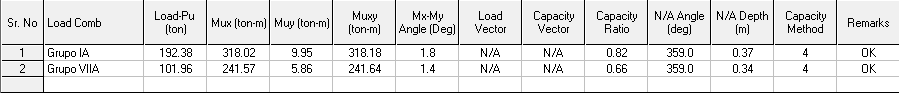 Sr. No Load Comb Load-Pu (ton) Mux (ton-m) Muy (ton-m) Muxy (ton-m) Mx-My Angle (Deg) Load Vector Capacity Vector Capacity Ratio N/A Angle (deg) N/A Depth (m) Capacity Method Remarks
1 Grupo IA 192.38 318.02 9.95 318.18 1.8 N/A N/A 0.82 359.0 0.37 4 OK
2 Grupo VIIA 101.96 241.57 5.86 241.64 1.4 N/A N/A 0.66 359.0 0.34 4 OK